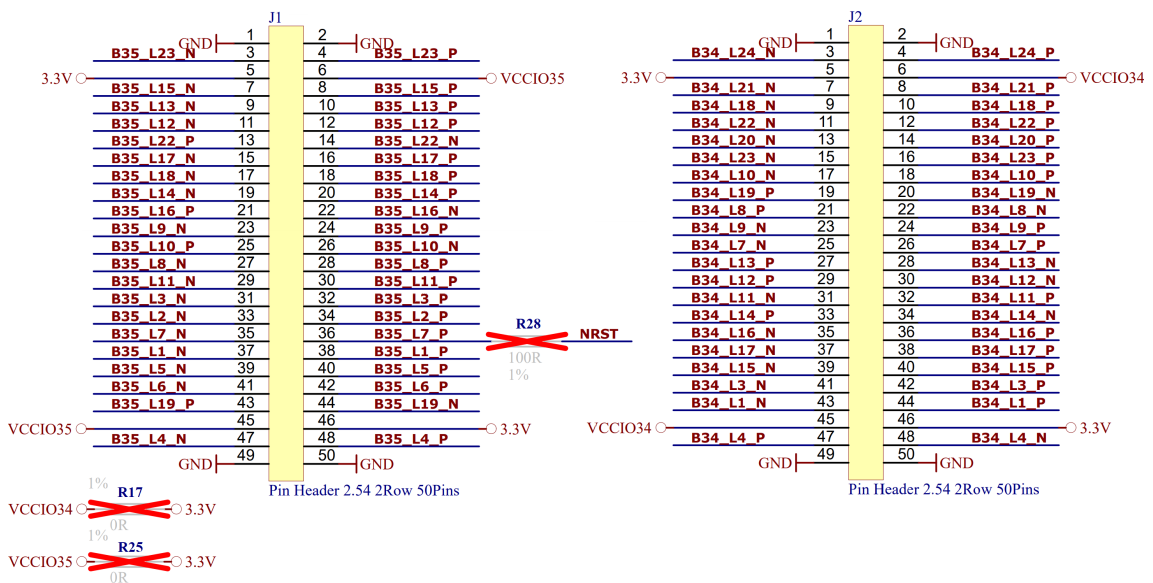 J1
GND 1 2 GND
B35_L23_N 3 4 B35_L23_P
3.3V 5 6 VCCIO35
B35_L15_N 7 8 B35_L15_P
B35_L13_N 9 10 B35_L13_P
B35_L12_N 11 12 B35_L12_P
B35_L22_P 13 14 B35_L22_N
B35_L17_N 15 16 B35_L17_P
B35_L18_N 17 18 B35_L18_P
B35_L14_N 19 20 B35_L14_P
B35_L16_P 21 22 B35_L16_N
B35_L9_N 23 24 B35_L9_P
B35_L10_P 25 26 B35_L10_N
B35_L8_N 27 28 B35_L8_P
B35_L11_N 29 30 B35_L11_P
B35_L3_N 31 32 B35_L3_P
B35_L2_N 33 34 B35_L2_P
B35_L7_N 35 36 B35_L7_P
B35_L1_N 37 38 B35_L1_P
B35_L5_N 39 40 B35_L5_P
B35_L6_N 41 42 B35_L6_P
B35_L19_P 43 44 B35_L19_N
VCCIO35 45 46 3.3V
B35_L4_N 47 48 B35_L4_P
GND 49 50 GND
Pin Header 2.54 2Row 50Pins
R28
NRST
100R
1%
J2
GND 1 2 GND
B34_L24_N 3 4 B34_L24_P
3.3V 5 6 VCCIO34
B34_L21_N 7 8 B34_L21_P
B34_L18_N 9 10 B34_L18_P
B34_L22_N 11 12 B34_L22_P
B34_L20_N 13 14 B34_L20_P
B34_L23_N 15 16 B34_L23_P
B34_L10_N 17 18 B34_L10_P
B34_L19_P 19 20 B34_L19_N
B34_L8_P 21 22 B34_L8_N
B34_L9_N 23 24 B34_L9_P
B34_L7_N 25 26 B34_L7_P
B34_L13_P 27 28 B34_L13_N
B34_L12_P 29 30 B34_L12_N
B34_L11_N 31 32 B34_L11_P
B34_L14_P 33 34 B34_L14_N
B34_L16_N 35 36 B34_L16_P
B34_L17_N 37 38 B34_L17_P
B34_L15_N 39 40 B34_L15_P
B34_L3_N 41 42 B34_L3_P
B34_L1_N 43 44 B34_L1_P
VCCIO34 45 46 3.3V
B34_L4_P 47 48 B34_L4_N
GND 49 50 GND
Pin Header 2.54 2Row 50Pins
1%
R17
VCCIO34 3.3V
0R
1%
R25
VCCIO35 3.3V
0R